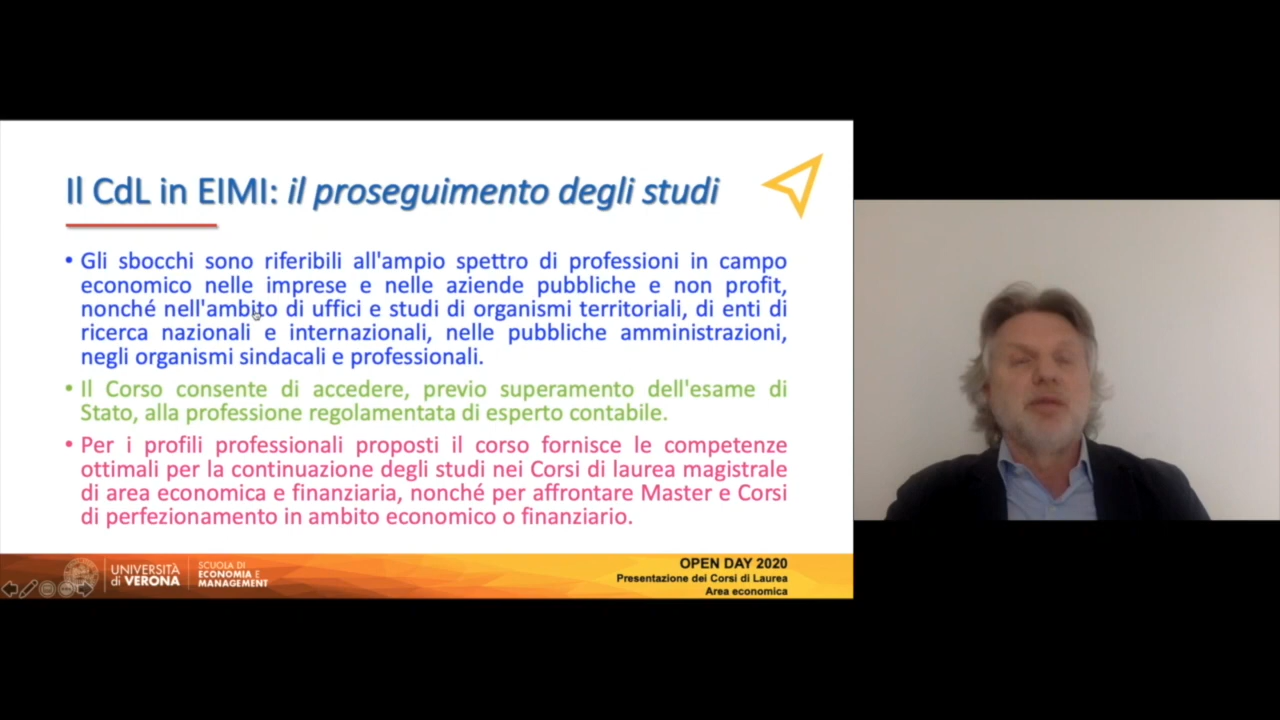 Il CdL in EIMI: il proseguimento degli studi
• Gli sbocchi sono riferibili all'ampio spettro di professioni in campo
economico nelle imprese e nelle aziende pubbliche e non profit,
nonché nell'ambito di uffici e studi di organismi territoriali, di enti di
ricerca nazionali e internazionali, nelle pubbliche amministrazioni,
negli organismi sindacali e professionali.
• Il Corso consente di accedere, previo superamento dell'esame di
Stato, alla professione regolamentata di esperto contabile.
• Per i profili professionali proposti il corso fornisce le competenze
ottimali per la continuazione degli studi nei Corsi di laurea magistrale
di area economica e finanziaria, nonché per affrontare Master e Corsi
di perfezionamento in ambito economico o finanziario.
UNIVERSITÀ
di VERONA
SCUOLA DI
ECONOMIA E
MANAGEMENT
OPEN DAY 2020
Presentazione dei Corsi di Laurea
Area economica